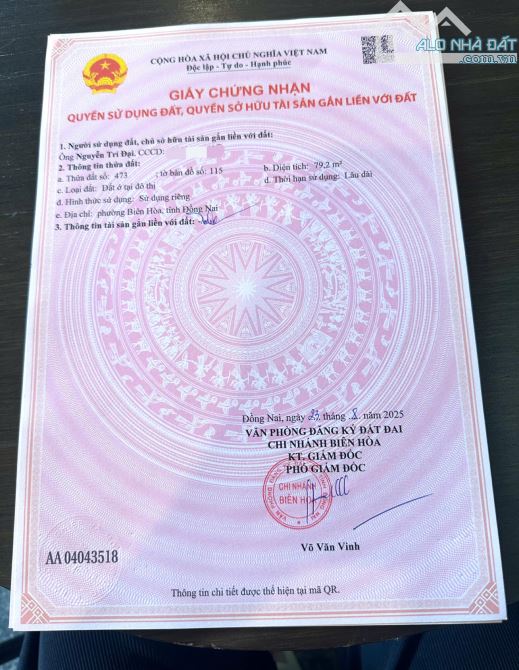 ALO NHÀ ĐẤT
.com.vn
CỘNG HÒA XÃ HỘI CHỦ NGHĨA VIỆT NAM
Độc lập - Tự do - Hạnh phúc
GIẤY CHỨNG NHẬN
QUYỀN SỬ DỤNG ĐẤT, QUYỀN SỞ HỮU TÀI SẢN GẮN LIỀN VỚI ĐẤT
1. Người sử dụng đất, chủ sở hữu tài sản gắn liền với đất:
Ông Nguyễn Trí Đại, CCCD:
2. Thông tin thửa đất:
a. Thửa đất số: 473 ; tờ bản đồ số: 115 b. Diện tích: 79,2 m²
c. Loại đất: Đất ở tại đô thị d. Thời hạn sử dụng: Lâu dài
đ. Hình thức sử dụng: Sử dụng riêng
e. Địa chỉ: phường Biên Hòa, tỉnh Đồng Nai
3. Thông tin tài sản gắn liền với đất:
Đồng Nai, ngày 27 tháng 8 năm 2025
VĂN PHÒNG ĐĂNG KÝ ĐẤT ĐAI
CHI NHÁNH BIÊN HÒA
KT. GIÁM ĐỐC
PHÓ GIÁM ĐỐC
CHI NHÁNH
BIÊN HÒA
Võ Văn Vinh
AA 04043518
Thông tin chi tiết được thể hiện tại mã QR.